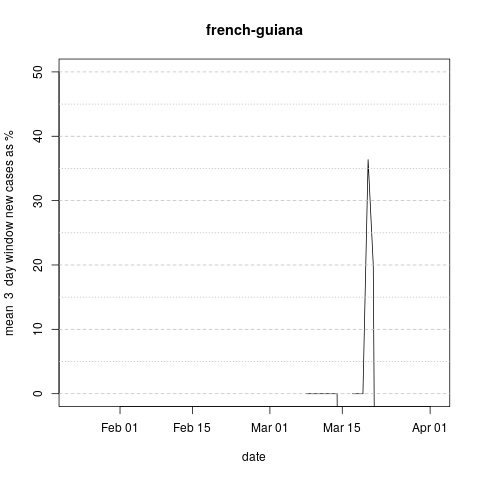 french-guiana
mean  3  day window new cases as %
50
40
30
20
10
0
Feb 01
Feb 15
Mar 01
Mar 15
Apr 01
date